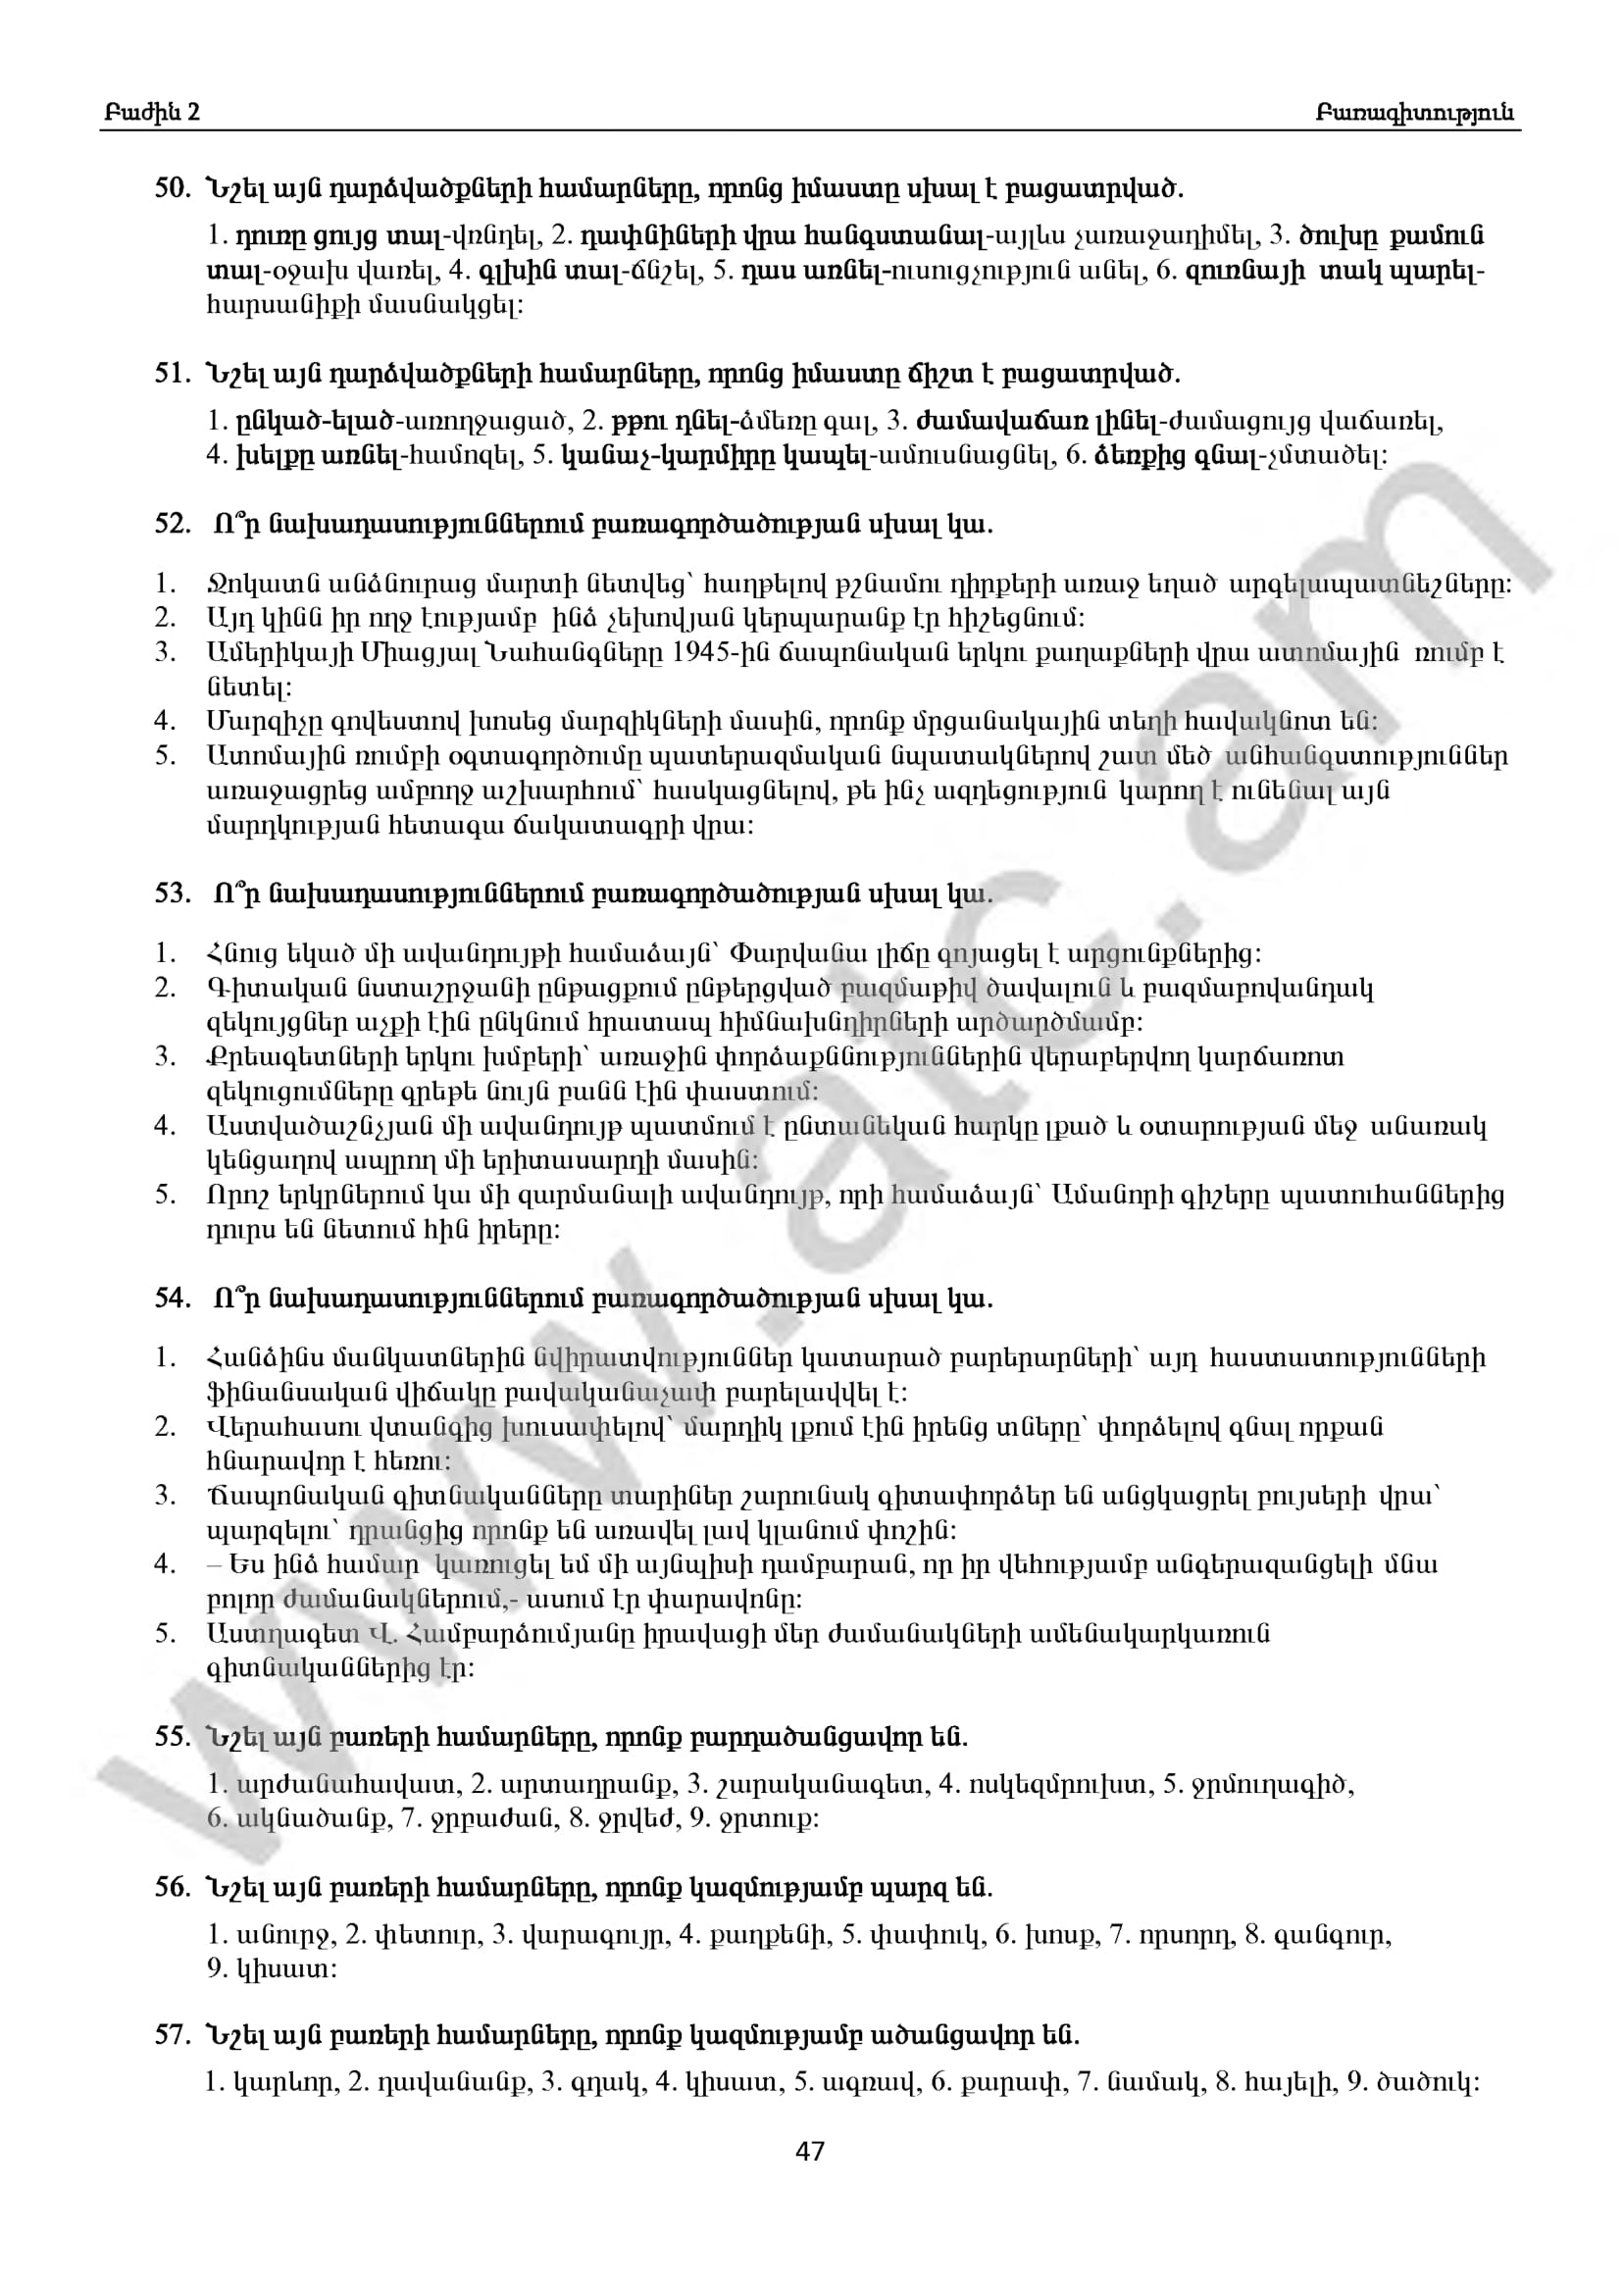 Բաժին 2 Բառագիտություն
50. Նշել այն դարձվածքների համարները, որոնց իմաստը սխալ է բացատրված.
1. դուռը ցույց տալ-վռնդել, 2. դափնիների վրա հանգստանալ-այլևս չառաջադիմել, 3. ծուխը քամուն
տալ-օջախ վառել, 4. գլխին տալ-ճնշել, 5. դաս առնել-ուսուցչություն անել, 6. զուռնայի տակ պարել-
հարսանիքի մասնակցել:
51. Նշել այն դարձվածքների համարները, որոնց իմաստը ճիշտ է բացատրված.
1. ընկած-ելած-առողջացած, 2. թթու դնել-ձմեռը գալ, 3. ժամավաճառ լինել-ժամացույց վաճառել,
4. խելքը առնել-համոզել, 5. կանաչ-կարմիրը կապել-ամուսնացնել, 6. ձեռքից գնալ-չմտածել:
52. Ո՞ր նախադասություններում բառագործածության սխալ կա.
1. Ջոկատն անձնուրաց մարտի նետվեց՝ հաղթելով թշնամու դիրքերի առաջ եղած արգելապատնեշները:
2. Այդ կինն իր ողջ էությամբ ինձ չեխովյան կերպարանք էր հիշեցնում:
3. Ամերիկայի Միացյալ Նահանգները 1945-ին ճապոնական երկու քաղաքների վրա ատոմային ռումբ է
նետել:
4. Մարզիչը գովեստով խոսեց մարզիկների մասին, որոնք մրցանակային տեղի հավակնոտ են:
5. Ատոմային ռումբի օգտագործումը պատերազմական նպատակներով շատ մեծ անհանգստություններ
առաջացրեց ամբողջ աշխարհում՝ հասկացնելով, թե ինչ ազդեցություն կարող է ունենալ այն
մարդկության հետագա ճակատագրի վրա:
53. Ո՞ր նախադասություններում բառագործածության սխալ կա.
1. Հնուց եկած մի ավանդույթի համաձայն՝ Փարվանա լիճը գոյացել է արցունքներից:
2. Գիտական նստաշրջանի ընթացքում ընթերցված բազմաթիվ ծավալուն և բազմաբովանդակ
զեկույցներ աչքի էին ընկնում հրատապ հիմնախնդիրների արծարծմամբ:
3. Քրեագետների երկու խմբերի՝ առաջին փորձաքննություններին վերաբերվող կարճառոտ
զեկուցումները գրեթե նույն բանն էին փաստում:
4. Աստվածաշնչյան մի ավանդույթ պատմում է ընտանեկան հարկը լքած և օտարության մեջ անառակ
կենցաղով ապրող մի երիտասարդի մասին:
5. Որոշ երկրներում կա մի զարմանալի ավանդույթ, որի համաձայն՝ Ամանորի գիշերը պատուհաններից
դուրս են նետում հին իրերը:
54. Ո՞ր նախադասություններում բառագործածության սխալ կա.
1. Հանձինս մանկատներին նվիրատվություններ կատարած բարերարների՝ այդ հաստատությունների
ֆինանսական վիճակը բավականաչափ բարելավվել է:
2. Վերահասու վտանգից խուսափելով՝ մարդիկ լքում էին իրենց տները՝ փորձելով գնալ որքան
հնարավոր է հեռու:
3. Ճապոնական գիտնականները տարիներ շարունակ գիտափորձեր են անցկացրել բույսերի վրա՝
պարզելու՝ դրանցից որոնք են առավել լավ կլանում փոշին:
4. – Ես ինձ համար կառուցել եմ մի այնպիսի դամբարան, որ իր վեհությամբ անգերազանցելի մնա
բոլոր ժամանակներում,- ասում էր փարավոնը:
5. Աստղագետ Վ. Համբարձումյանը իրավացի մեր ժամանակների ամենակարկառուն
գիտնականներից էր:
55. Նշել այն բառերի համարները, որոնք բարդածանցավոր են.
1. արժանահավատ, 2. արտադրանք, 3. շարականագետ, 4. ոսկեզմրուխտ, 5. ջրմուղագիծ,
6. ակնածանք, 7. ջրբաժան, 8. ջրվեժ, 9. ջրտուք:
56. Նշել այն բառերի համարները, որոնք կազմությամբ պարզ են.
1. անուրջ, 2. փետուր, 3. վարագույր, 4. քաղքենի, 5. փափուկ, 6. խոսք, 7. որսորդ, 8. գանգուր,
9. կիսատ:
57. Նշել այն բառերի համարները, որոնք կազմությամբ ածանցավոր են.
1. կարևոր, 2. դավանանք, 3. գդակ, 4. կիսատ, 5. ագռավ, 6. քարափ, 7. նամակ, 8. հայելի, 9. ծածուկ:
47
www.atc.am